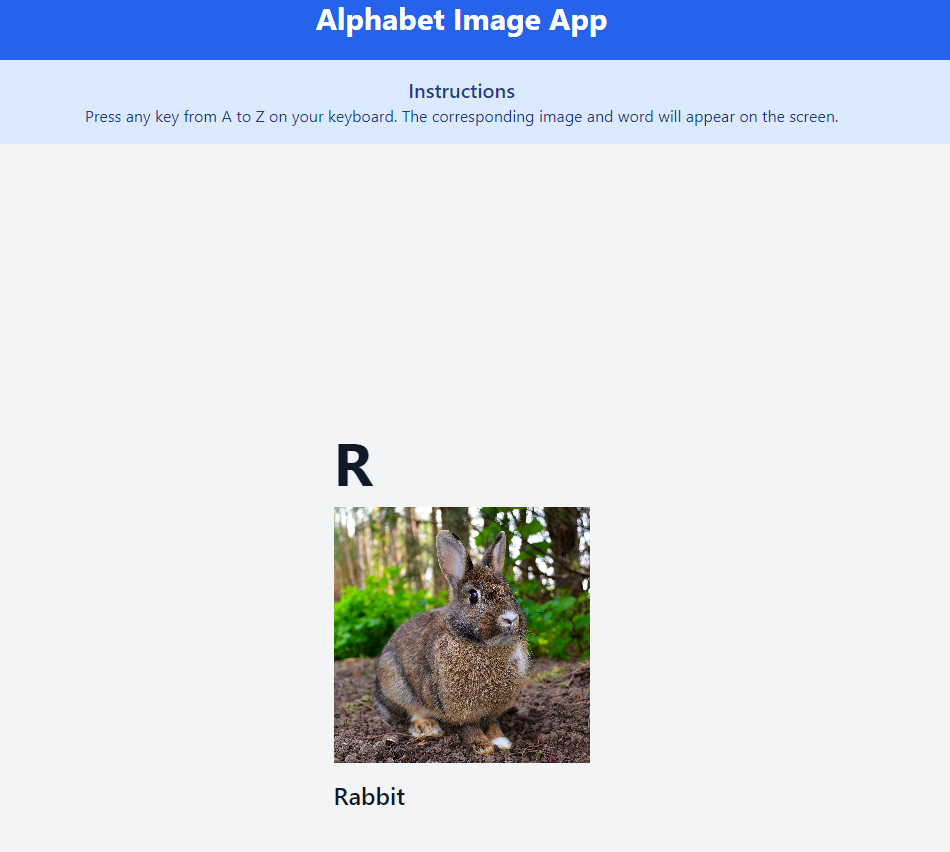 Alphabet Image App
Instructions
Press any key from A to Z on your keyboard. The corresponding image and word will appear on the screen.
R
Rabbit